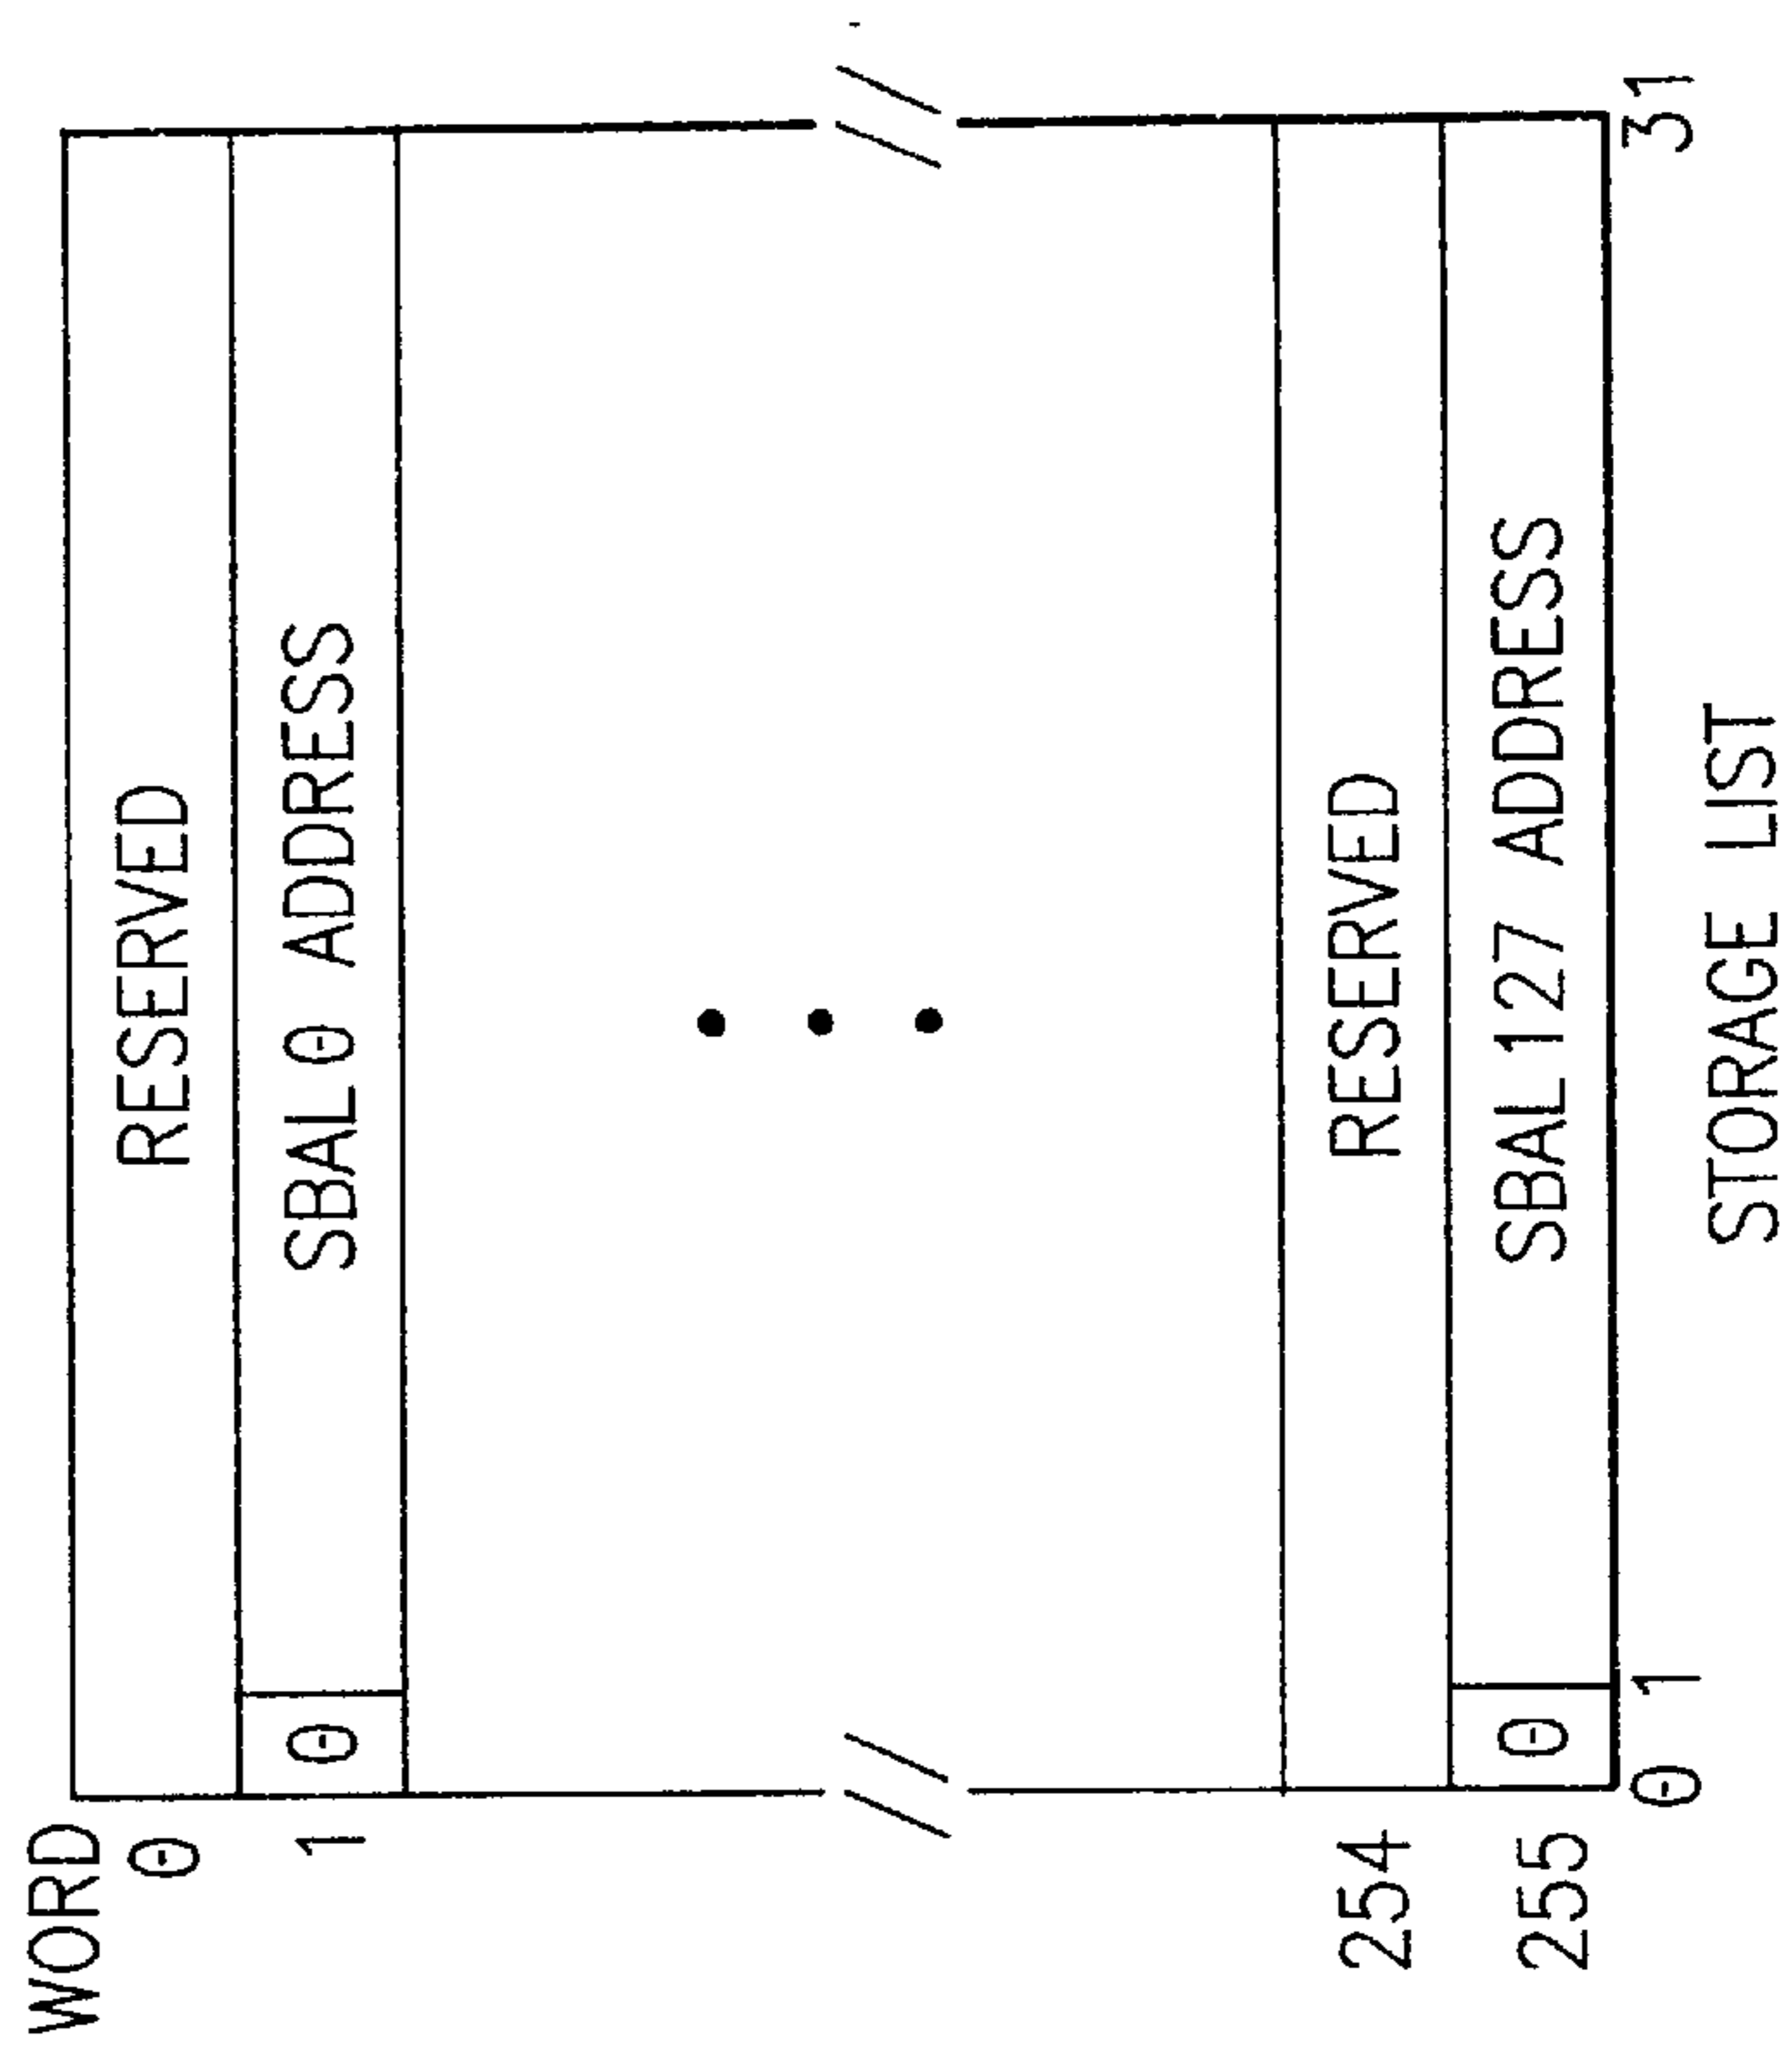 WORD
0 RESERVED
1 0 SBAL 0 ADDRESS
254 RESERVED
255 0 SBAL 127 ADDRESS
0 1 31
STORAGE LIST